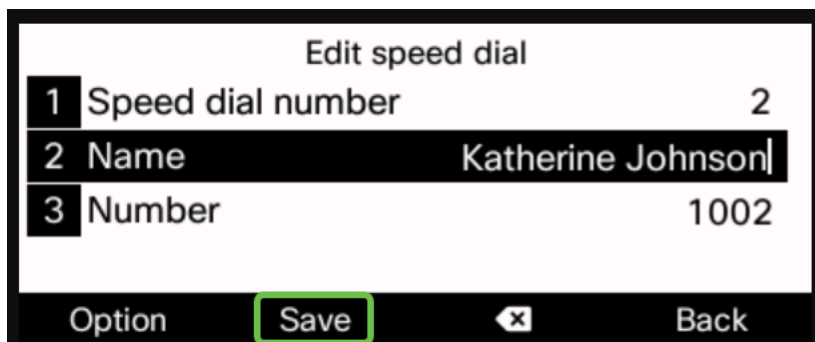 Edit speed dial
1 Speed dial number 2
2 Name Katherine Johnson
3 Number 1002
Option Save Back